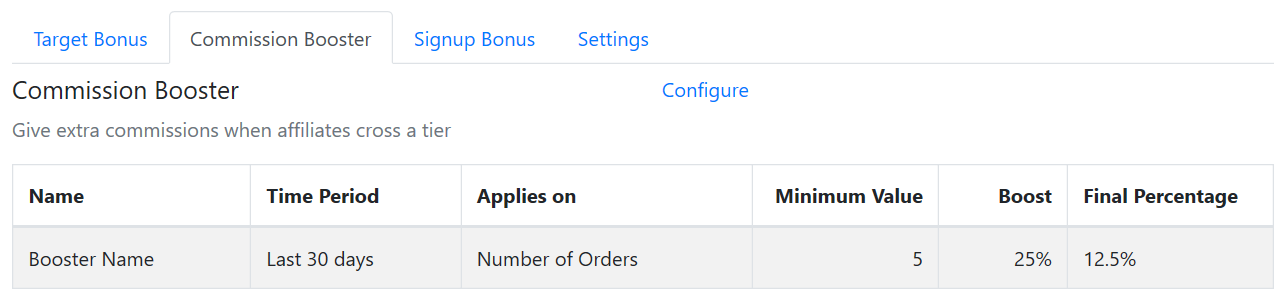 Target Bonus Commission Booster Signup Bonus Settings
Commission Booster Configure
Give extra commissions when affiliates cross a tier
Name Time Period Applies on Minimum Value Boost Final Percentage
Booster Name Last 30 days Number of Orders 5 25% 12.5%